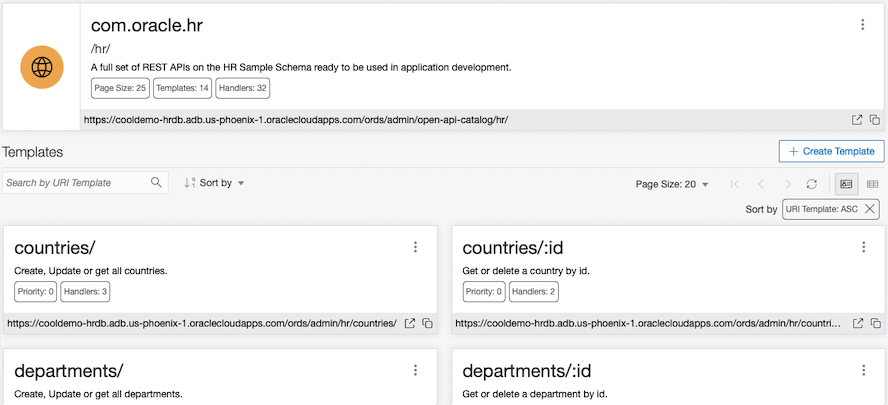 com.oracle.hr
/hr/
A full set of REST APIs on the HR Sample Schema ready to be used in application development.
Page Size: 25 Templates: 14 Handlers: 32
https://cooldemo-hrdb.adb.us-phoenix-1.oraclecloudapps.com/ords/admin/open-api-catalog/hr/
Templates
+ Create Template
Search by URI Template
Sort by
Page Size: 20
Sort by URI Template: ASC
countries/
Create, Update or get all countries.
Priority: 0 Handlers: 3
https://cooldemo-hrdb.adb.us-phoenix-1.oraclecloudapps.com/ords/admin/hr/countries/
countries/:id
Get or delete a country by id.
Priority: 0 Handlers: 2
https://cooldemo-hrdb.adb.us-phoenix-1.oraclecloudapps.com/ords/admin/hr/countri...
departments/
Create, Update or get all departments.
departments/:id
Get or delete a department by id.